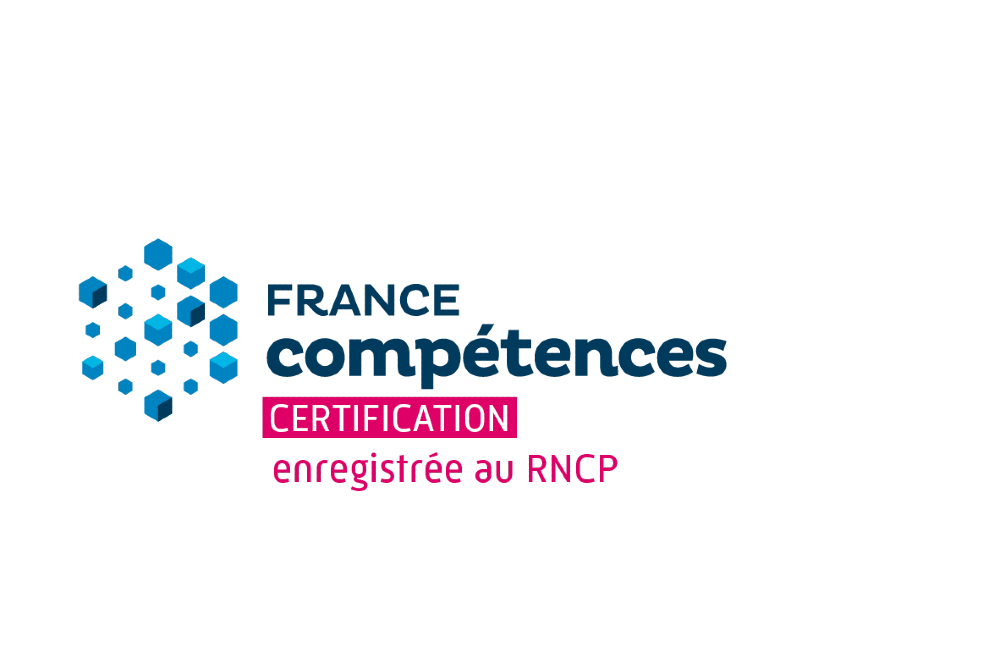 FRANCE
compétences
CERTIFICATION
enregistrée au RNCP